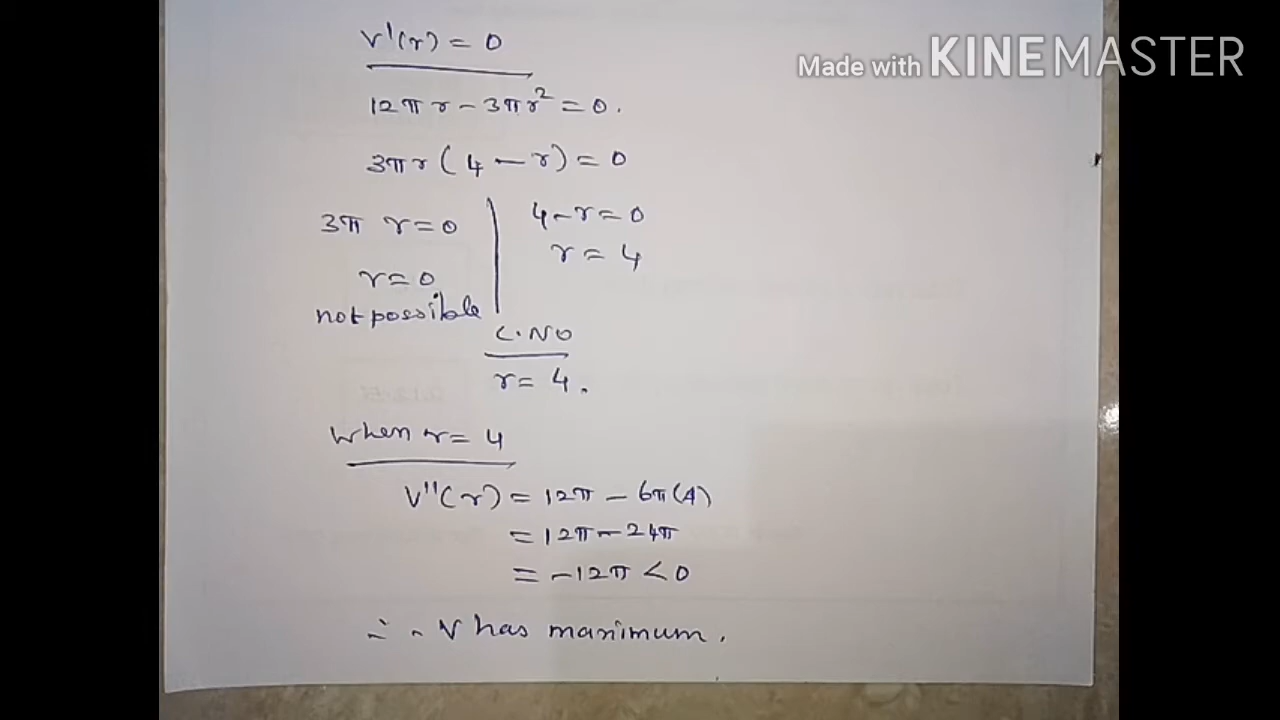 Made with KINEMASTER
V'(r) = 0
12πr - 3πr² = 0.
3πr(4 - r) = 0
3π r = 0 | 4 - r = 0
r = 0 | r = 4
not possible
C.NO
r = 4.
When r = 4
V''(r) = 12π - 6π(4)
= 12π - 24π
= -12π < 0
∴ V has maximum.